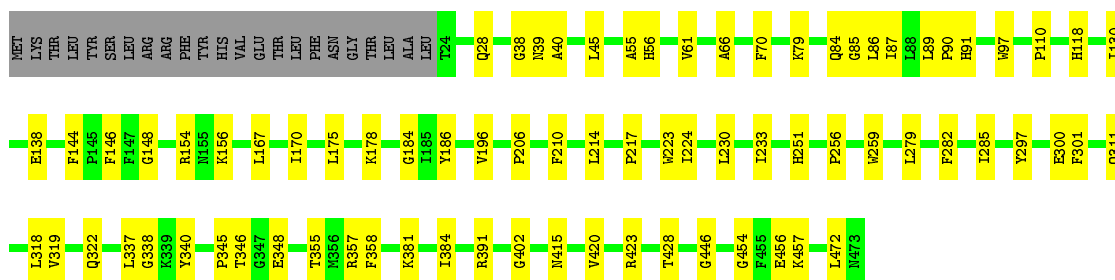 MET LYS THR LEU TYR SER LEU ARG ARG PHE TYR HIS VAL GLU THR LEU PHE ASN GLY THR LEU ALA LEU T24 Q28 G38 N39 A40 L45 A55 H56 V61 A66 F70 K79 Q84 G85 L86 I87 L88 L89 P90 H91 W97 P110 H118 I130
E138 F144 P145 F146 F147 G148 R154 N155 K156 L167 I170 L175 K178 G184 I185 Y186 V196 P206 F210 L214 P217 W223 I224 L230 I233 H251 P256 W259 L279 F282 I285 Y297 E300 F301
L318 V319 Q322 L337 G338 K339 Y340 P345 T346 G347 E348 T355 M356 R357 F358 K381 I384 R391 G402 N415 V420 R423 T428 G446 G454 F455 E456 K457 L472 N473